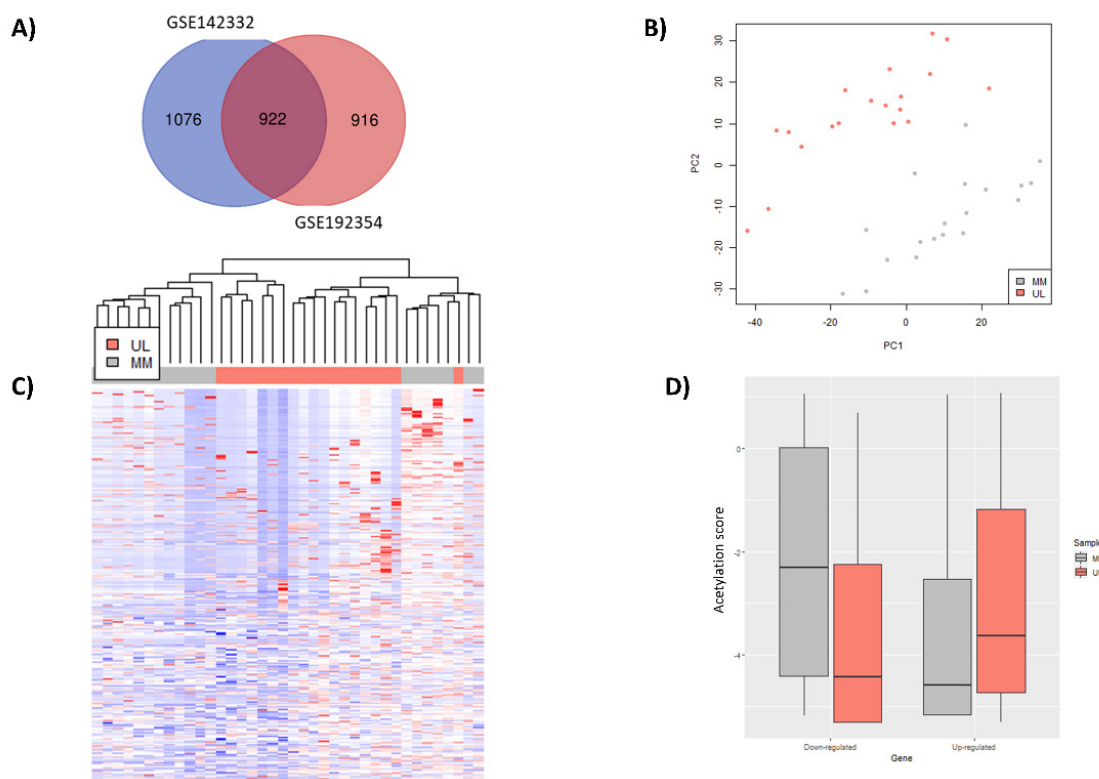 A)
GSE142332
1076
922
916
GSE192354
B)
30
20
10
0
-10
-20
-30
PC2
-40
-20
0
20
PC1
MM
UL
C)
UL
MM
D)
0
-2
-4
Acetylation score
Down-regulated
Up-regulated
Gene
Sample
M
U